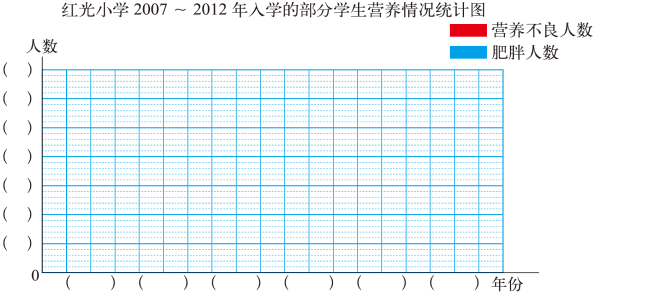 红光小学 2007 ~ 2012 年入学的部分学生营养情况统计图
营养不良人数
肥胖人数
人数
( )
( )
( )
( )
( )
( )
( )
0
( ) ( ) ( ) ( ) ( ) ( ) 年份